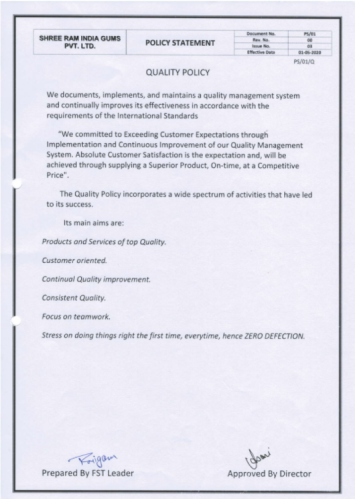 SHREE RAM INDIA GUMS
PVT. LTD.
POLICY STATEMENT
Document No. PS/01
Rev. No. 00
Issue No. 03
Effective Date 01-05-2019
PS/01/Q
QUALITY POLICY
We documents, implements, and maintains a quality management system
and continually improves its effectiveness in accordance with the
requirements of the International Standards
"We committed to Exceeding Customer Expectations through
Implementation and Continuous Improvement of our Quality Management
System. Absolute Customer Satisfaction is the expectation and, will be
achieved through supplying a Superior Product, On-time, at a Competitive
Price".
The Quality Policy incorporates a wide spectrum of activities that have led
to its success.
Its main aims are:
Products and Services of top Quality.
Customer oriented.
Continual Quality improvement.
Consistent Quality.
Focus on teamwork.
Stress on doing things right the first time, everytime, hence ZERO DEFECTION.
Prepared By FST Leader
Approved By Director